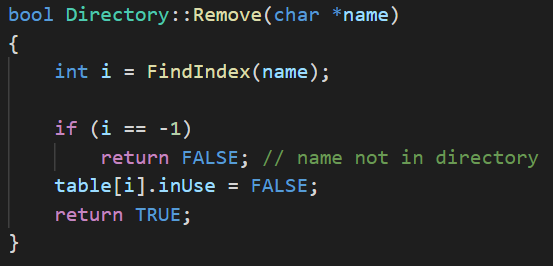 bool Directory::Remove(char *name)
{
    int i = FindIndex(name);

    if (i == -1)
        return FALSE; // name not in directory
    table[i].inUse = FALSE;
    return TRUE;
}